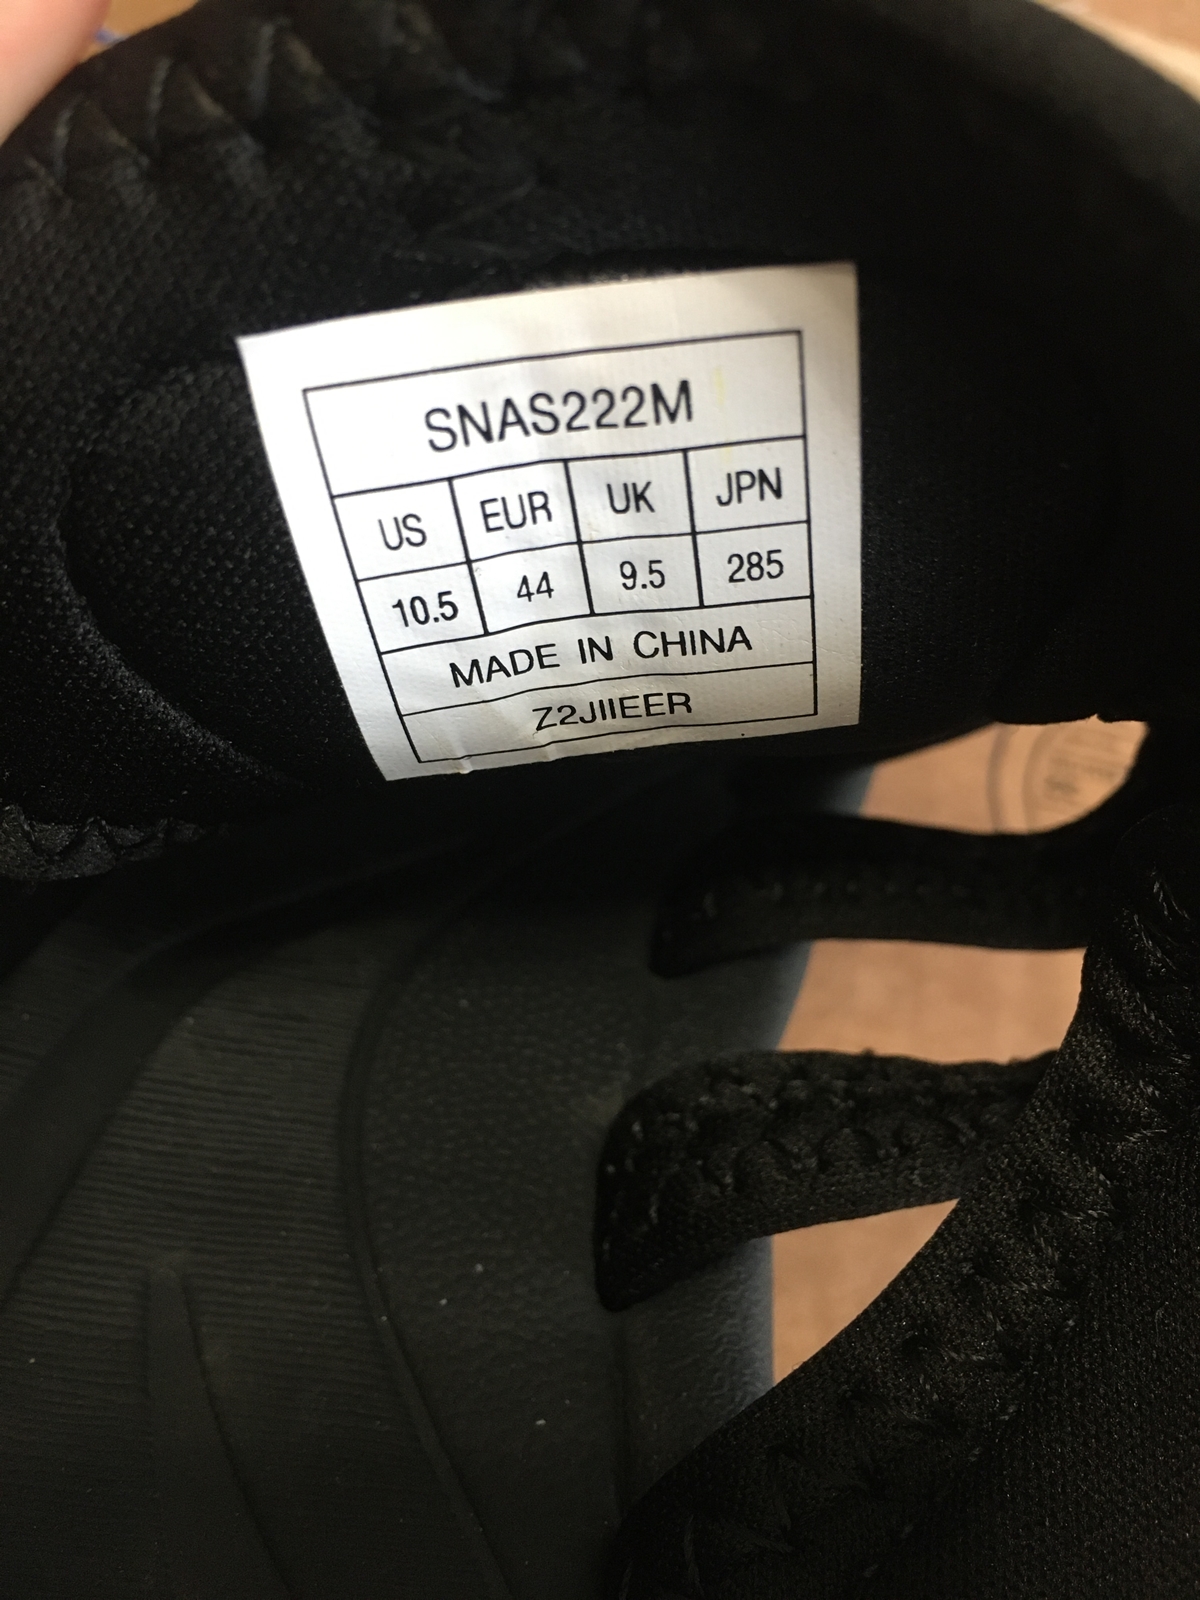 SNAS222M
US EUR UK JPN
10.5 44 9.5 285
MADE IN CHINA
Z2JIIEER